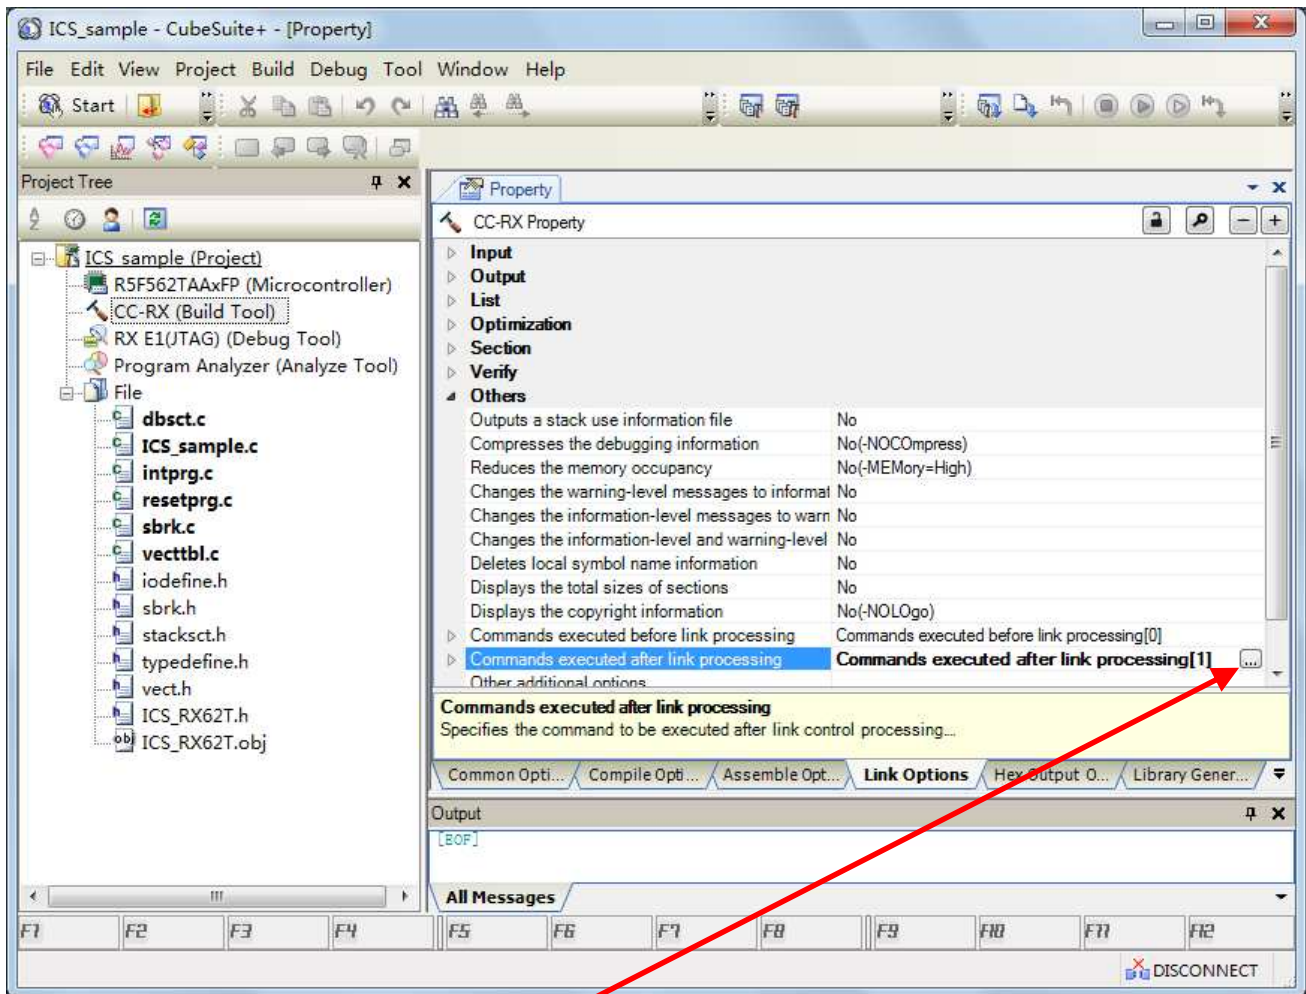 ICS_sample - CubeSuite+ - [Property]
File Edit View Project Build Debug Tool Window Help
Start
Project Tree
ICS_sample (Project)
R5F562TAAxFP (Microcontroller)
CC-RX (Build Tool)
RX E1(JTAG) (Debug Tool)
Program Analyzer (Analyze Tool)
File
dbsct.c
ICS_sample.c
intprg.c
resetprg.c
sbrk.c
vecttbl.c
iodefine.h
sbrk.h
stacksct.h
typedefine.h
vect.h
ICS_RX62T.h
ICS_RX62T.obj
Property
CC-RX Property
Input
Output
List
Optimization
Section
Verify
Others
Outputs a stack use information file No
Compresses the debugging information No(-NOCOmpress)
Reduces the memory occupancy No(-MEMory=High)
Changes the warning-level messages to informat No
Changes the information-level messages to warn No
Changes the information-level and warning-level No
Deletes local symbol name information No
Displays the total sizes of sections No
Displays the copyright information No(-NOLOgo)
Commands executed before link processing Commands executed before link processing[0]
Commands executed after link processing Commands executed after link processing[1] ...
Other additional options
Commands executed after link processing
Specifies the command to be executed after link control processing...
Common Opti... Compile Opti... Assemble Opt... Link Options Hex Output O... Library Gener...
Output
[EOF]
All Messages
F1 F2 F3 F4 F5 F6 F7 F8 F9 F10 F11 F12
DISCONNECT